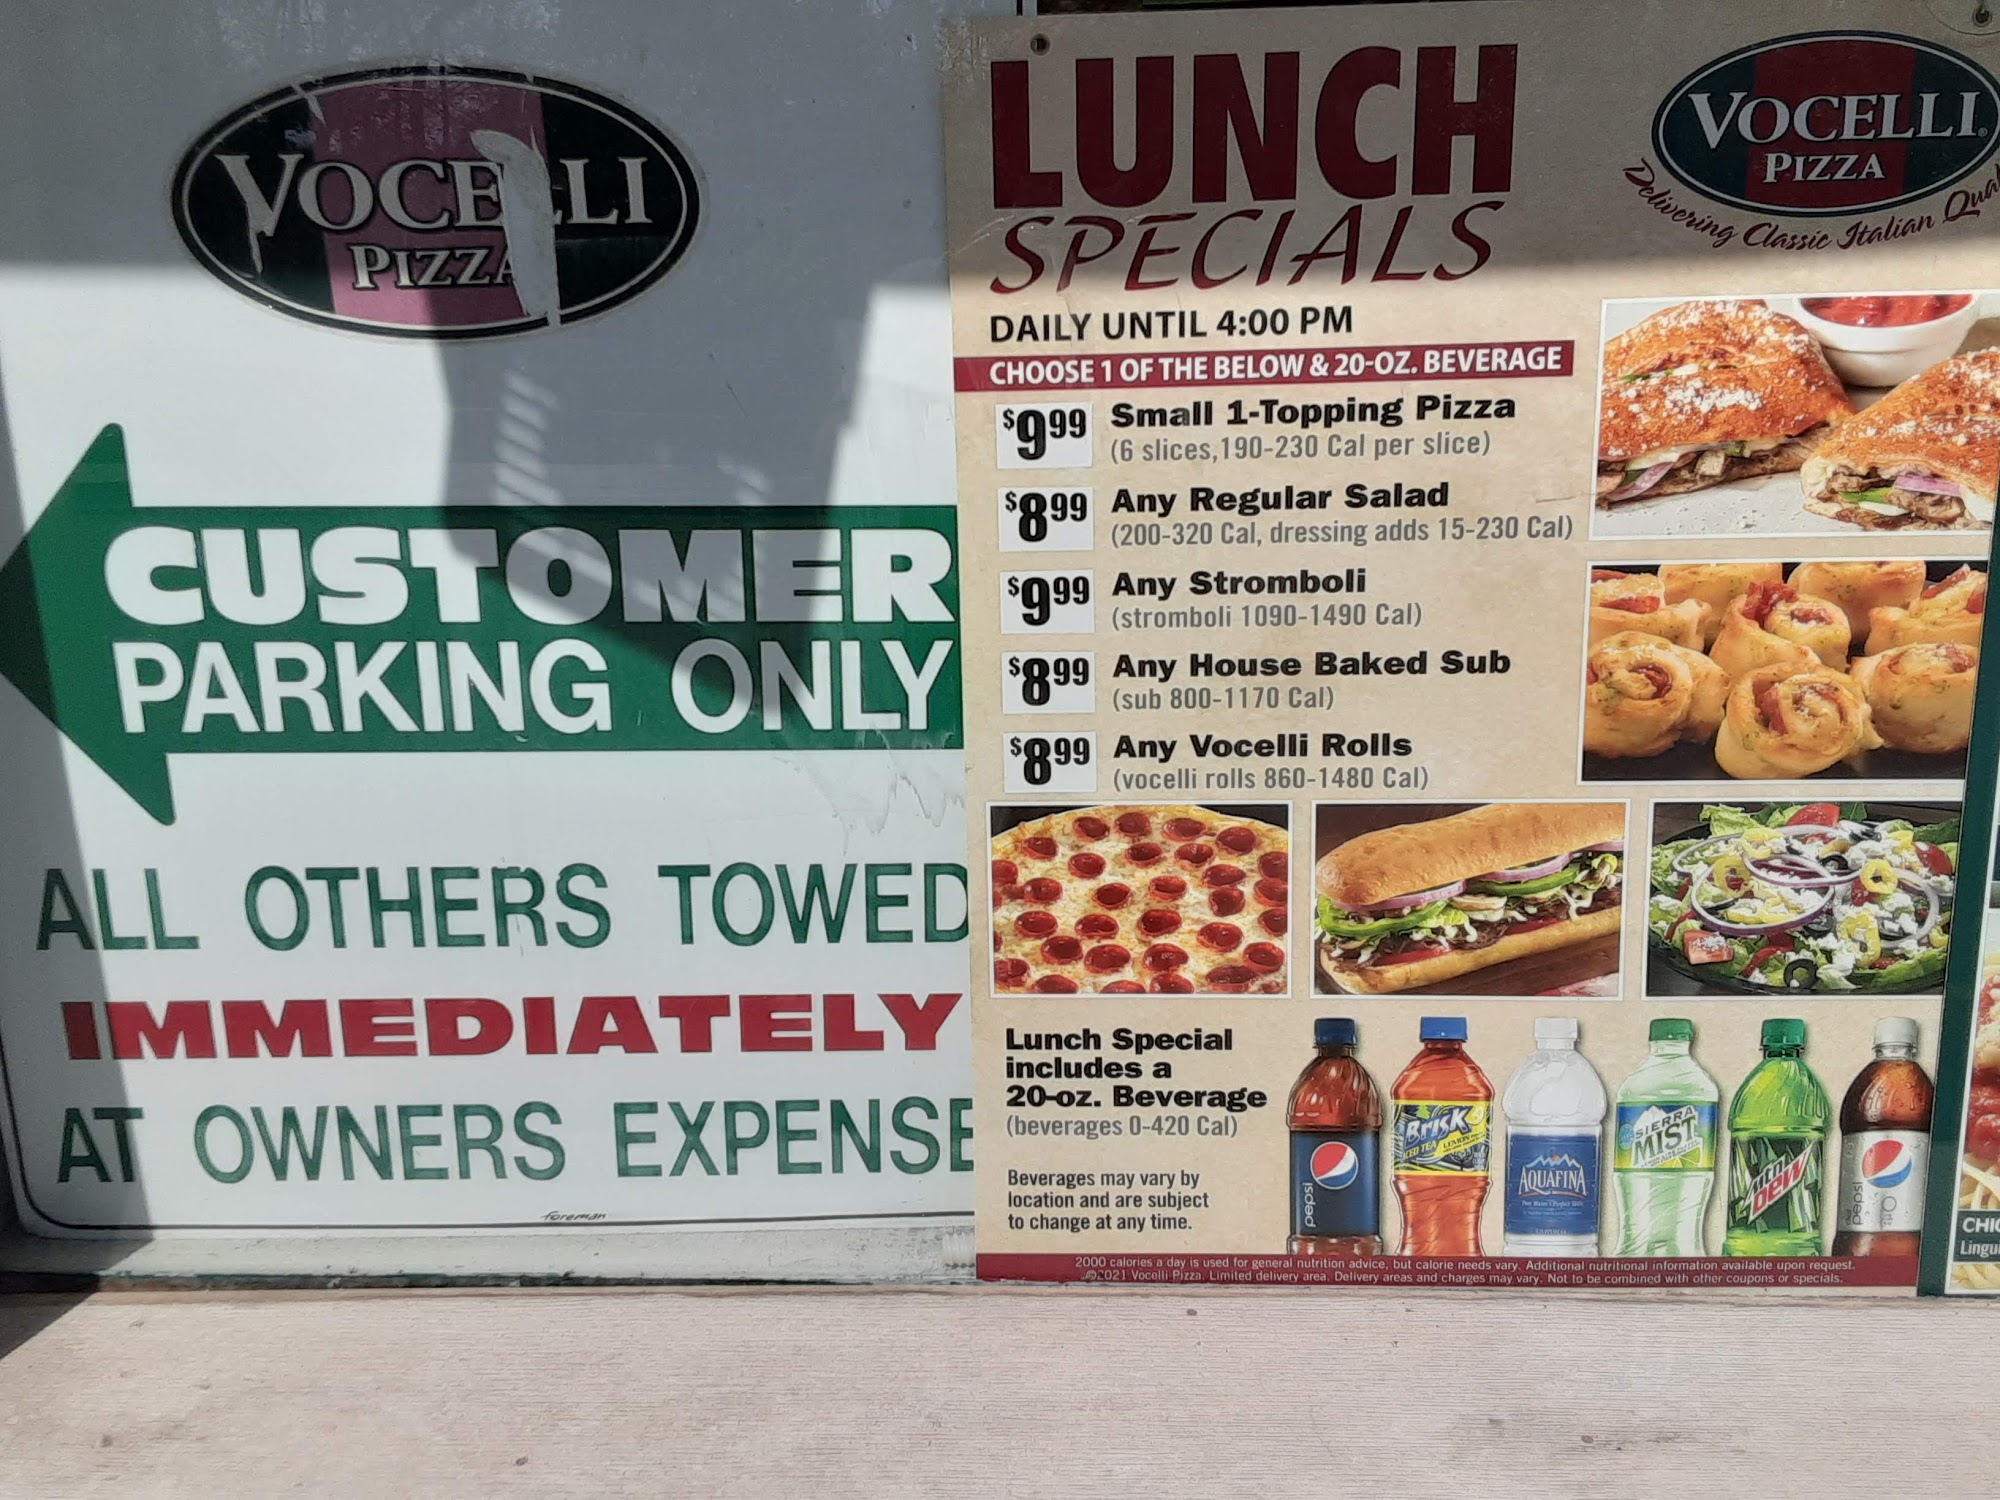 VOCELLI
PIZZA
CUSTOMER
PARKING ONLY
ALL OTHERS TOWED
IMMEDIATELY
AT OWNERS EXPENSE
foreman
LUNCH
SPECIALS
VOCELLI
PIZZA
Delivering Classic Italian
DAILY UNTIL 4:00 PM
CHOOSE 1 OF THE BELOW & 20-OZ. BEVERAGE
$9.99 Small 1-Topping Pizza
(6 slices,190-230 Cal per slice)
$8.99 Any Regular Salad
(200-320 Cal, dressing adds 15-230 Cal)
$9.99 Any Stromboli
(stromboli 1090-1490 Cal)
$8.99 Any House Baked Sub
(sub 800-1170 Cal)
$8.99 Any Vocelli Rolls
(vocelli rolls 860-1480 Cal)
Lunch Special
includes a
20-oz. Beverage
(beverages 0-420 Cal)
Beverages may vary by
location and are subject
to change at any time.
pepsi
Brisk
ICED TEA LEMON
AQUAFINA
SIERRA
MIST
Mtn
DEW
pepsi
2000 calories a day is used for general nutrition advice, but calorie needs vary. Additional nutritional information available upon request.
©2021 Vocelli Pizza. Limited delivery area. Delivery areas and charges may vary. Not to be combined with other coupons or specials.